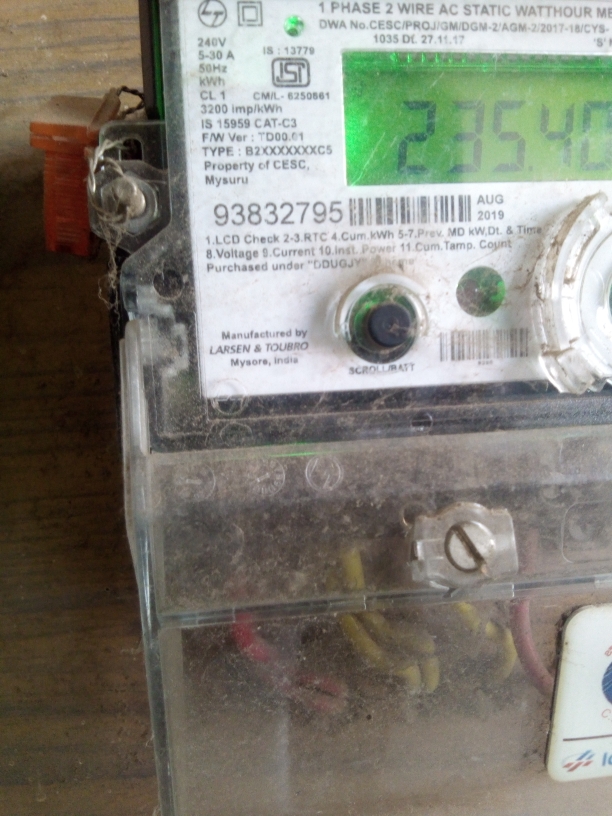 1 PHASE 2 WIRE AC STATIC WATTHOUR ME
DWA No.CESC/PROJ/GM/DGM-2/AGM-2/2017-18/CYS-
1035 Dt. 27.11.17
240V
5-30 A
50Hz
kWh
CL 1
IS : 13779
ISI
CM/L- 6250861
3200 imp/kWh
IS 15959 CAT-C3
F/W Ver : TD00.01
TYPE : B2XXXXXXXC5
Property of CESC,
Mysuru
235.40
93832795
AUG
2019
1.LCD Check 2-3.RTC 4.Cum.kWh 5-7.Prev. MD kW,Dt. & Time
8.Voltage 9.Current 10.Inst. Power 11.Cum.Tamp. Count
Purchased under "DDUGJY"
Manufactured by
LARSEN & TOUBRO
Mysore, India
SCROLL/BATT